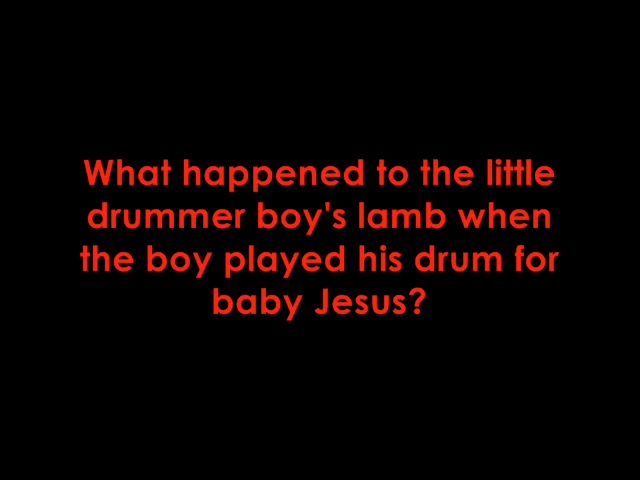 What happened to the little
drummer boy's lamb when
the boy played his drum for
baby Jesus?